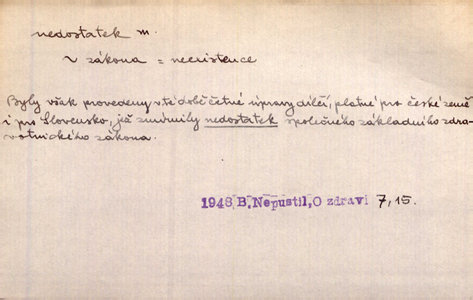 nedostatek m.
v zákona = neexistence
Byly však provedeny v té době četné úpravy dílčí, platné pro české země
i pro Slovensko, jež zmírnily nedostatek společného základního zdra-
votnického zákona.
1948 B. Nepustil, O zdraví 7, 15.